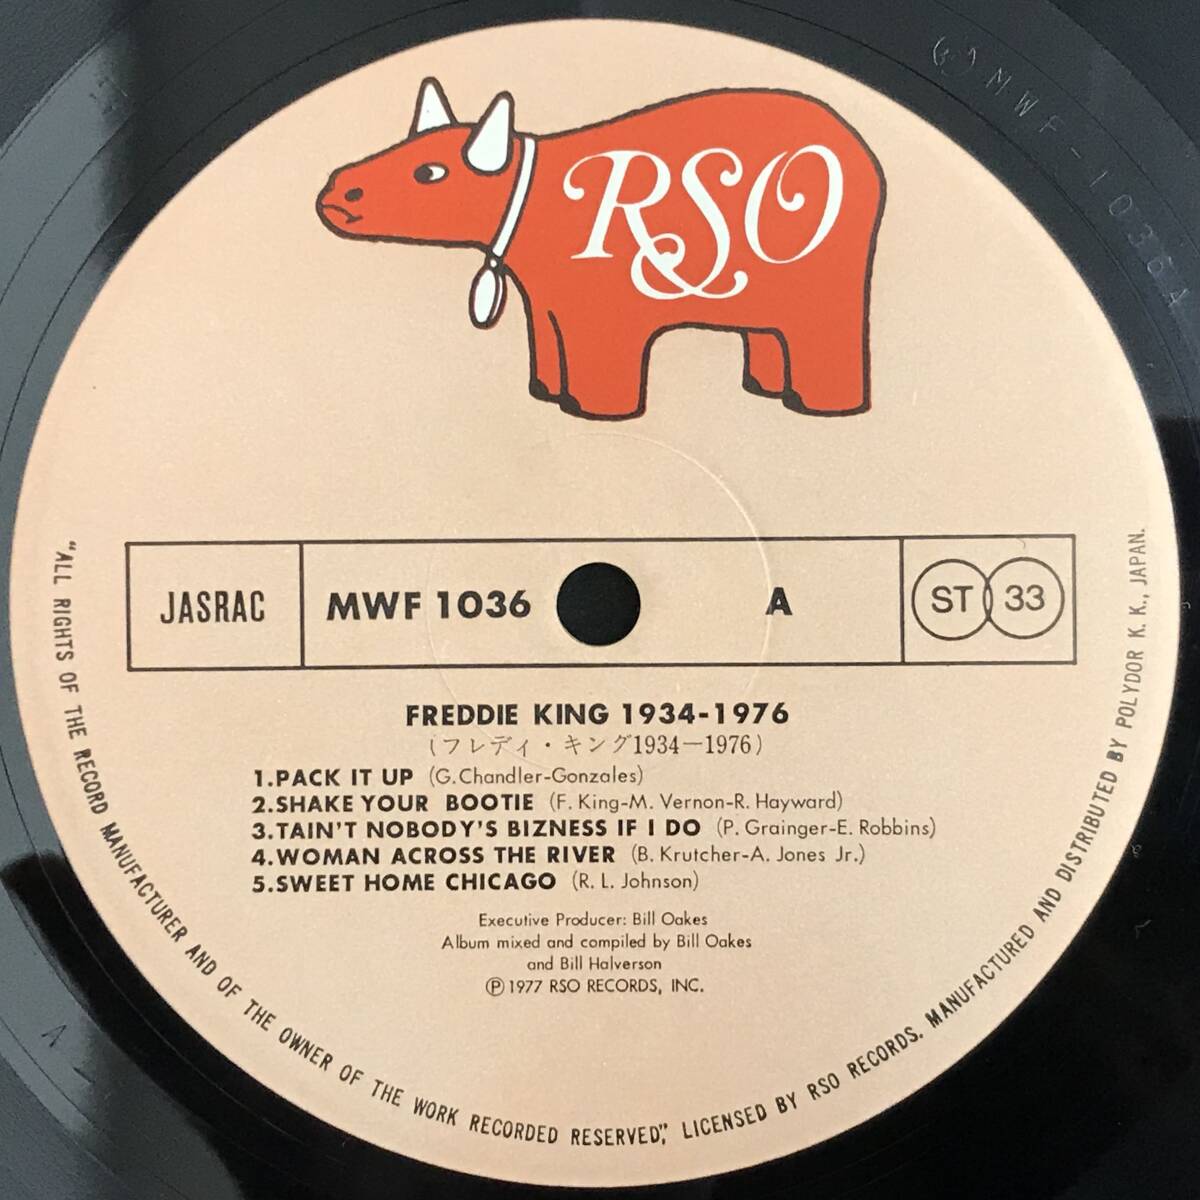 RSO
MWF-1036A
JASRAC
MWF 1036
A
ST 33
FREDDIE KING 1934-1976
(フレディ・キング1934—1976)
1.PACK IT UP (G.Chandler-Gonzales)
2.SHAKE YOUR BOOTIE (F. King-M. Vernon-R. Hayward)
3.TAIN'T NOBODY'S BIZNESS IF I DO (P. Grainger-E. Robbins)
4.WOMAN ACROSS THE RIVER (B. Krutcher-A. Jones Jr.)
5.SWEET HOME CHICAGO (R. L. Johnson)
Executive Producer: Bill Oakes
Album mixed and compiled by Bill Oakes
and Bill Halverson
Ⓟ1977 RSO RECORDS, INC.
"ALL RIGHTS OF THE RECORD MANUFACTURER AND OF THE OWNER OF THE WORK RECORDED RESERVED", LICENSED BY RSO RECORDS. MANUFACTURED AND DISTRIBUTED BY POLYDOR K. K., JAPAN.
A